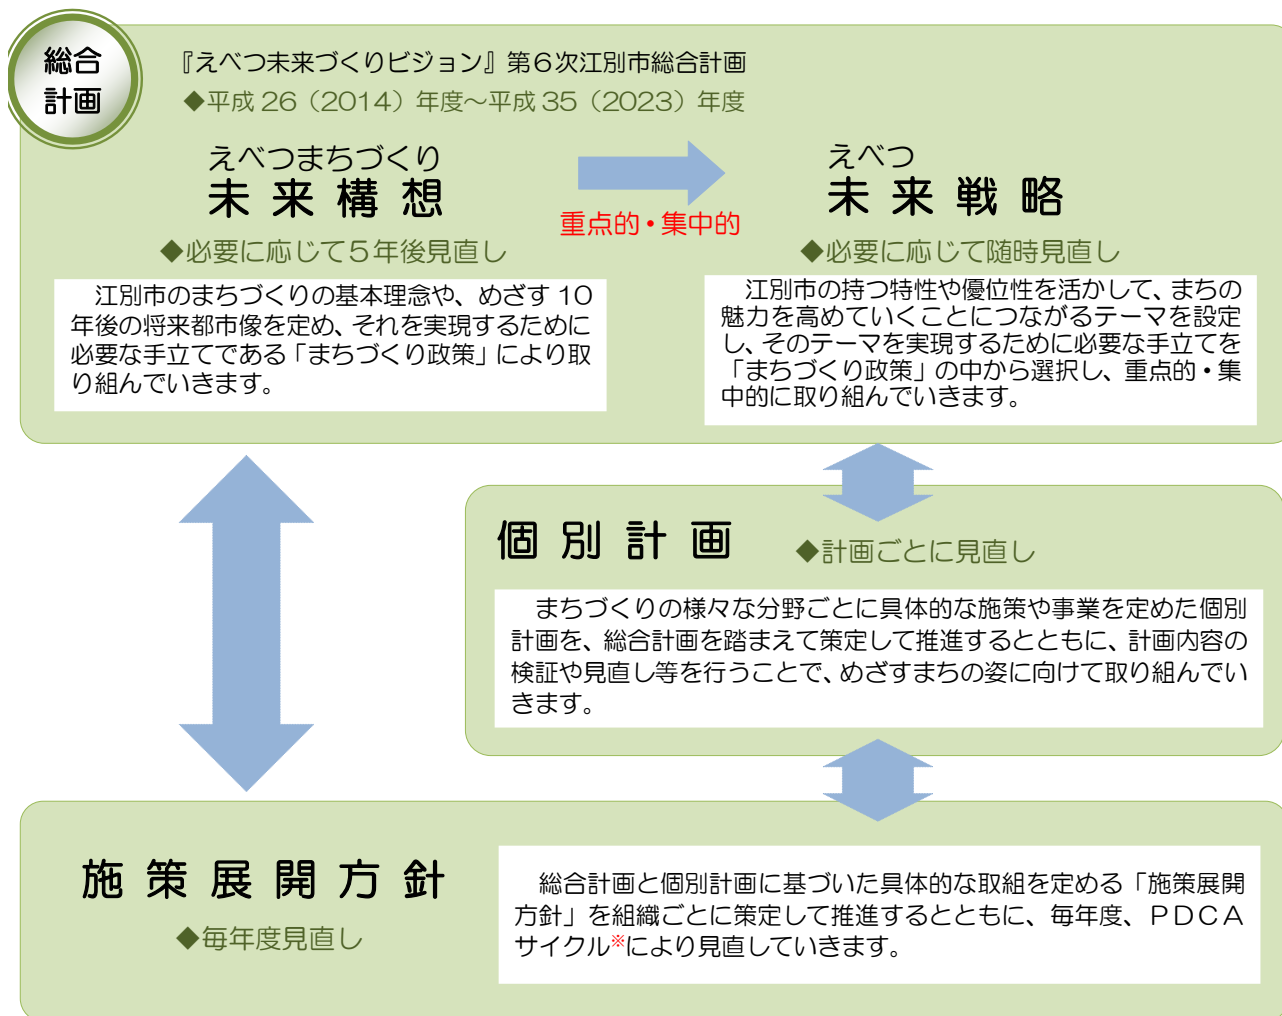 総合
計画
『えべつ未来づくりビジョン』第６次江別市総合計画
◆平成 26（2014）年度～平成 35（2023）年度
えべつまちづくり
未来構想
◆必要に応じて５年後見直し
江別市のまちづくりの基本理念や、めざす 10
年後の将来都市像を定め、それを実現するために
必要な手立てである「まちづくり政策」により取
り組んでいきます。
重点的・集中的
えべつ
未来戦略
◆必要に応じて随時見直し
江別市の持つ特性や優位性を活かして、まちの
魅力を高めていくことにつながるテーマを設定
し、そのテーマを実現するために必要な手立てを
「まちづくり政策」の中から選択し、重点的・集
中的に取り組んでいきます。
個別計画
◆計画ごとに見直し
まちづくりの様々な分野ごとに具体的な施策や事業を定めた個別
計画を、総合計画を踏まえて策定して推進するとともに、計画内容の
検証や見直し等を行うことで、めざすまちの姿に向けて取り組んでい
きます。
施策展開方針
◆毎年度見直し
総合計画と個別計画に基づいた具体的な取組を定める「施策展開
方針」を組織ごとに策定して推進するとともに、毎年度、ＰＤＣＡ
サイクル※により見直していきます。